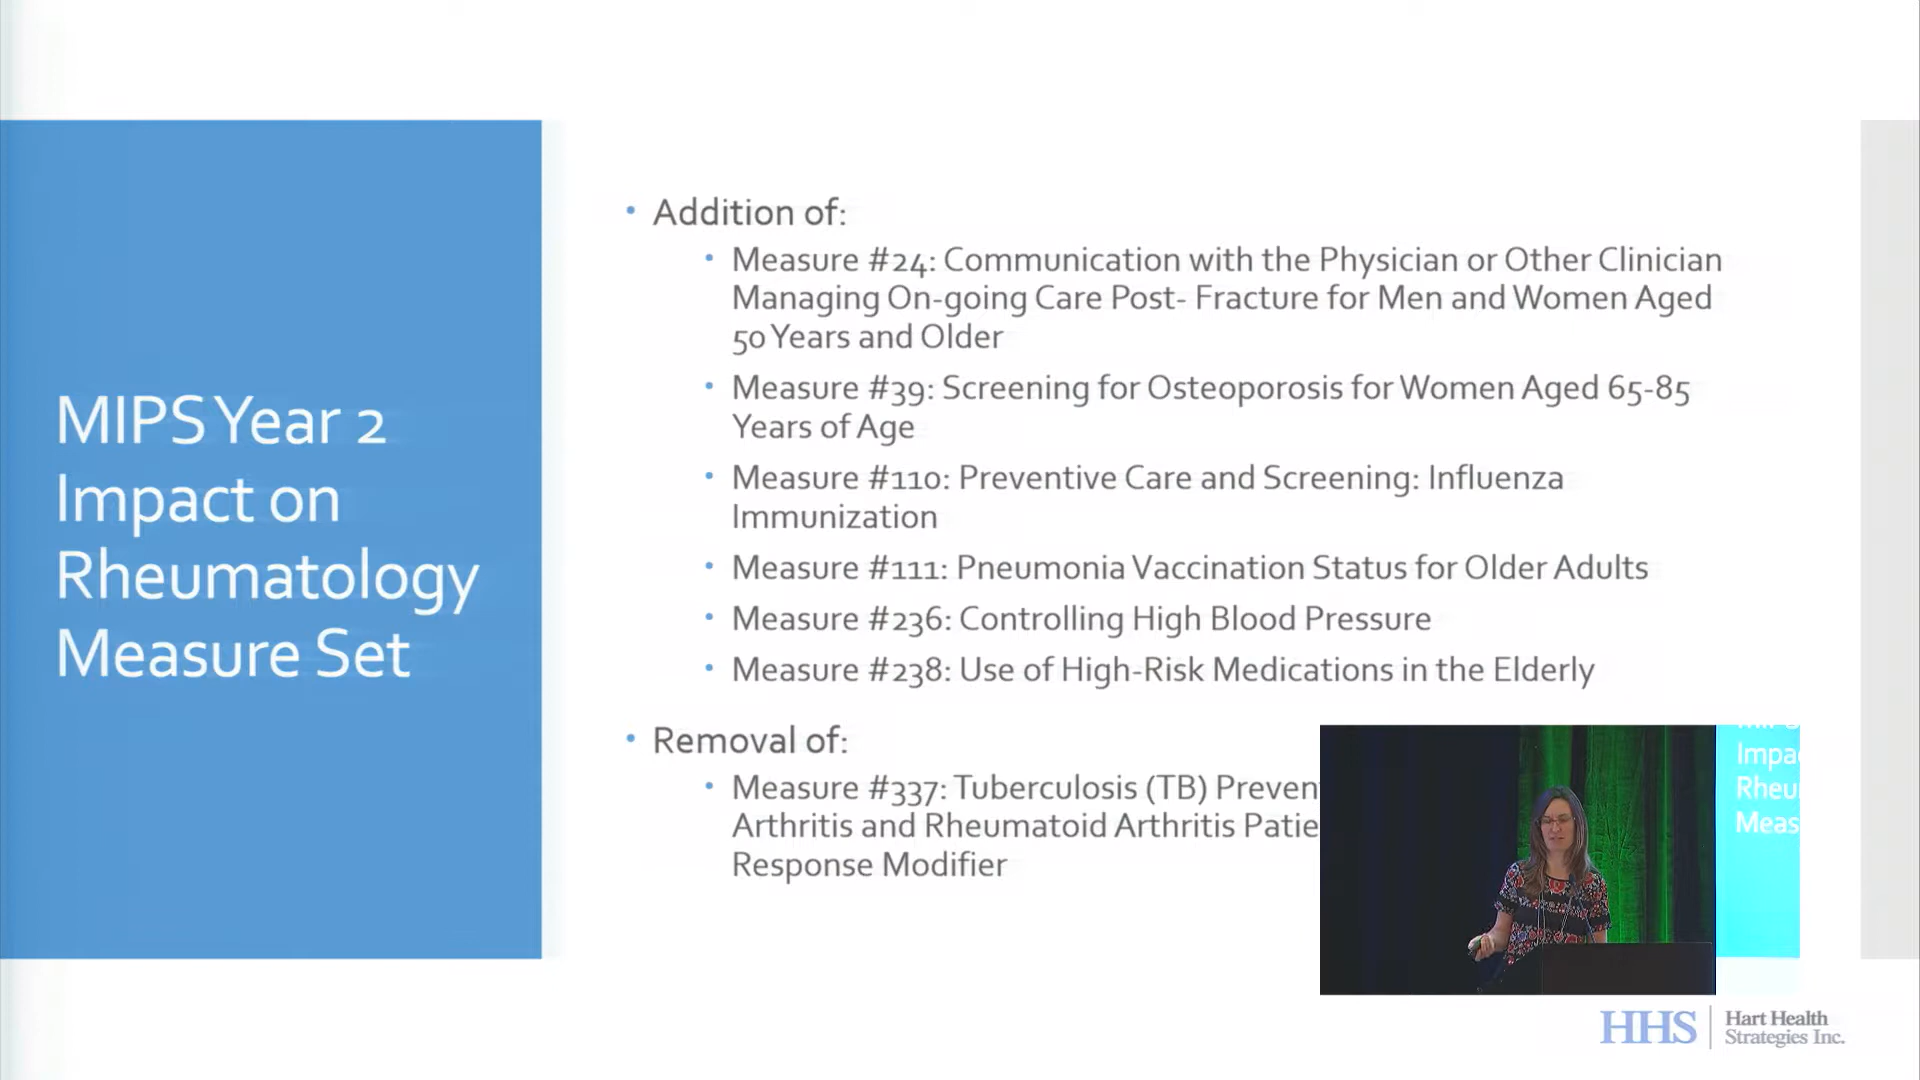 MIPS Year 2
Impact on
Rheumatology
Measure Set
• Addition of:
• Measure #24: Communication with the Physician or Other Clinician
Managing On-going Care Post- Fracture for Men and Women Aged
50 Years and Older
• Measure #39: Screening for Osteoporosis for Women Aged 65-85
Years of Age
• Measure #110: Preventive Care and Screening: Influenza
Immunization
• Measure #111: Pneumonia Vaccination Status for Older Adults
• Measure #236: Controlling High Blood Pressure
• Measure #238: Use of High-Risk Medications in the Elderly
• Removal of:
• Measure #337: Tuberculosis (TB) Preven
Arthritis and Rheumatoid Arthritis Patie
Response Modifier
Impa
Rheu
Meas
HHS
Hart Health
Strategies Inc.